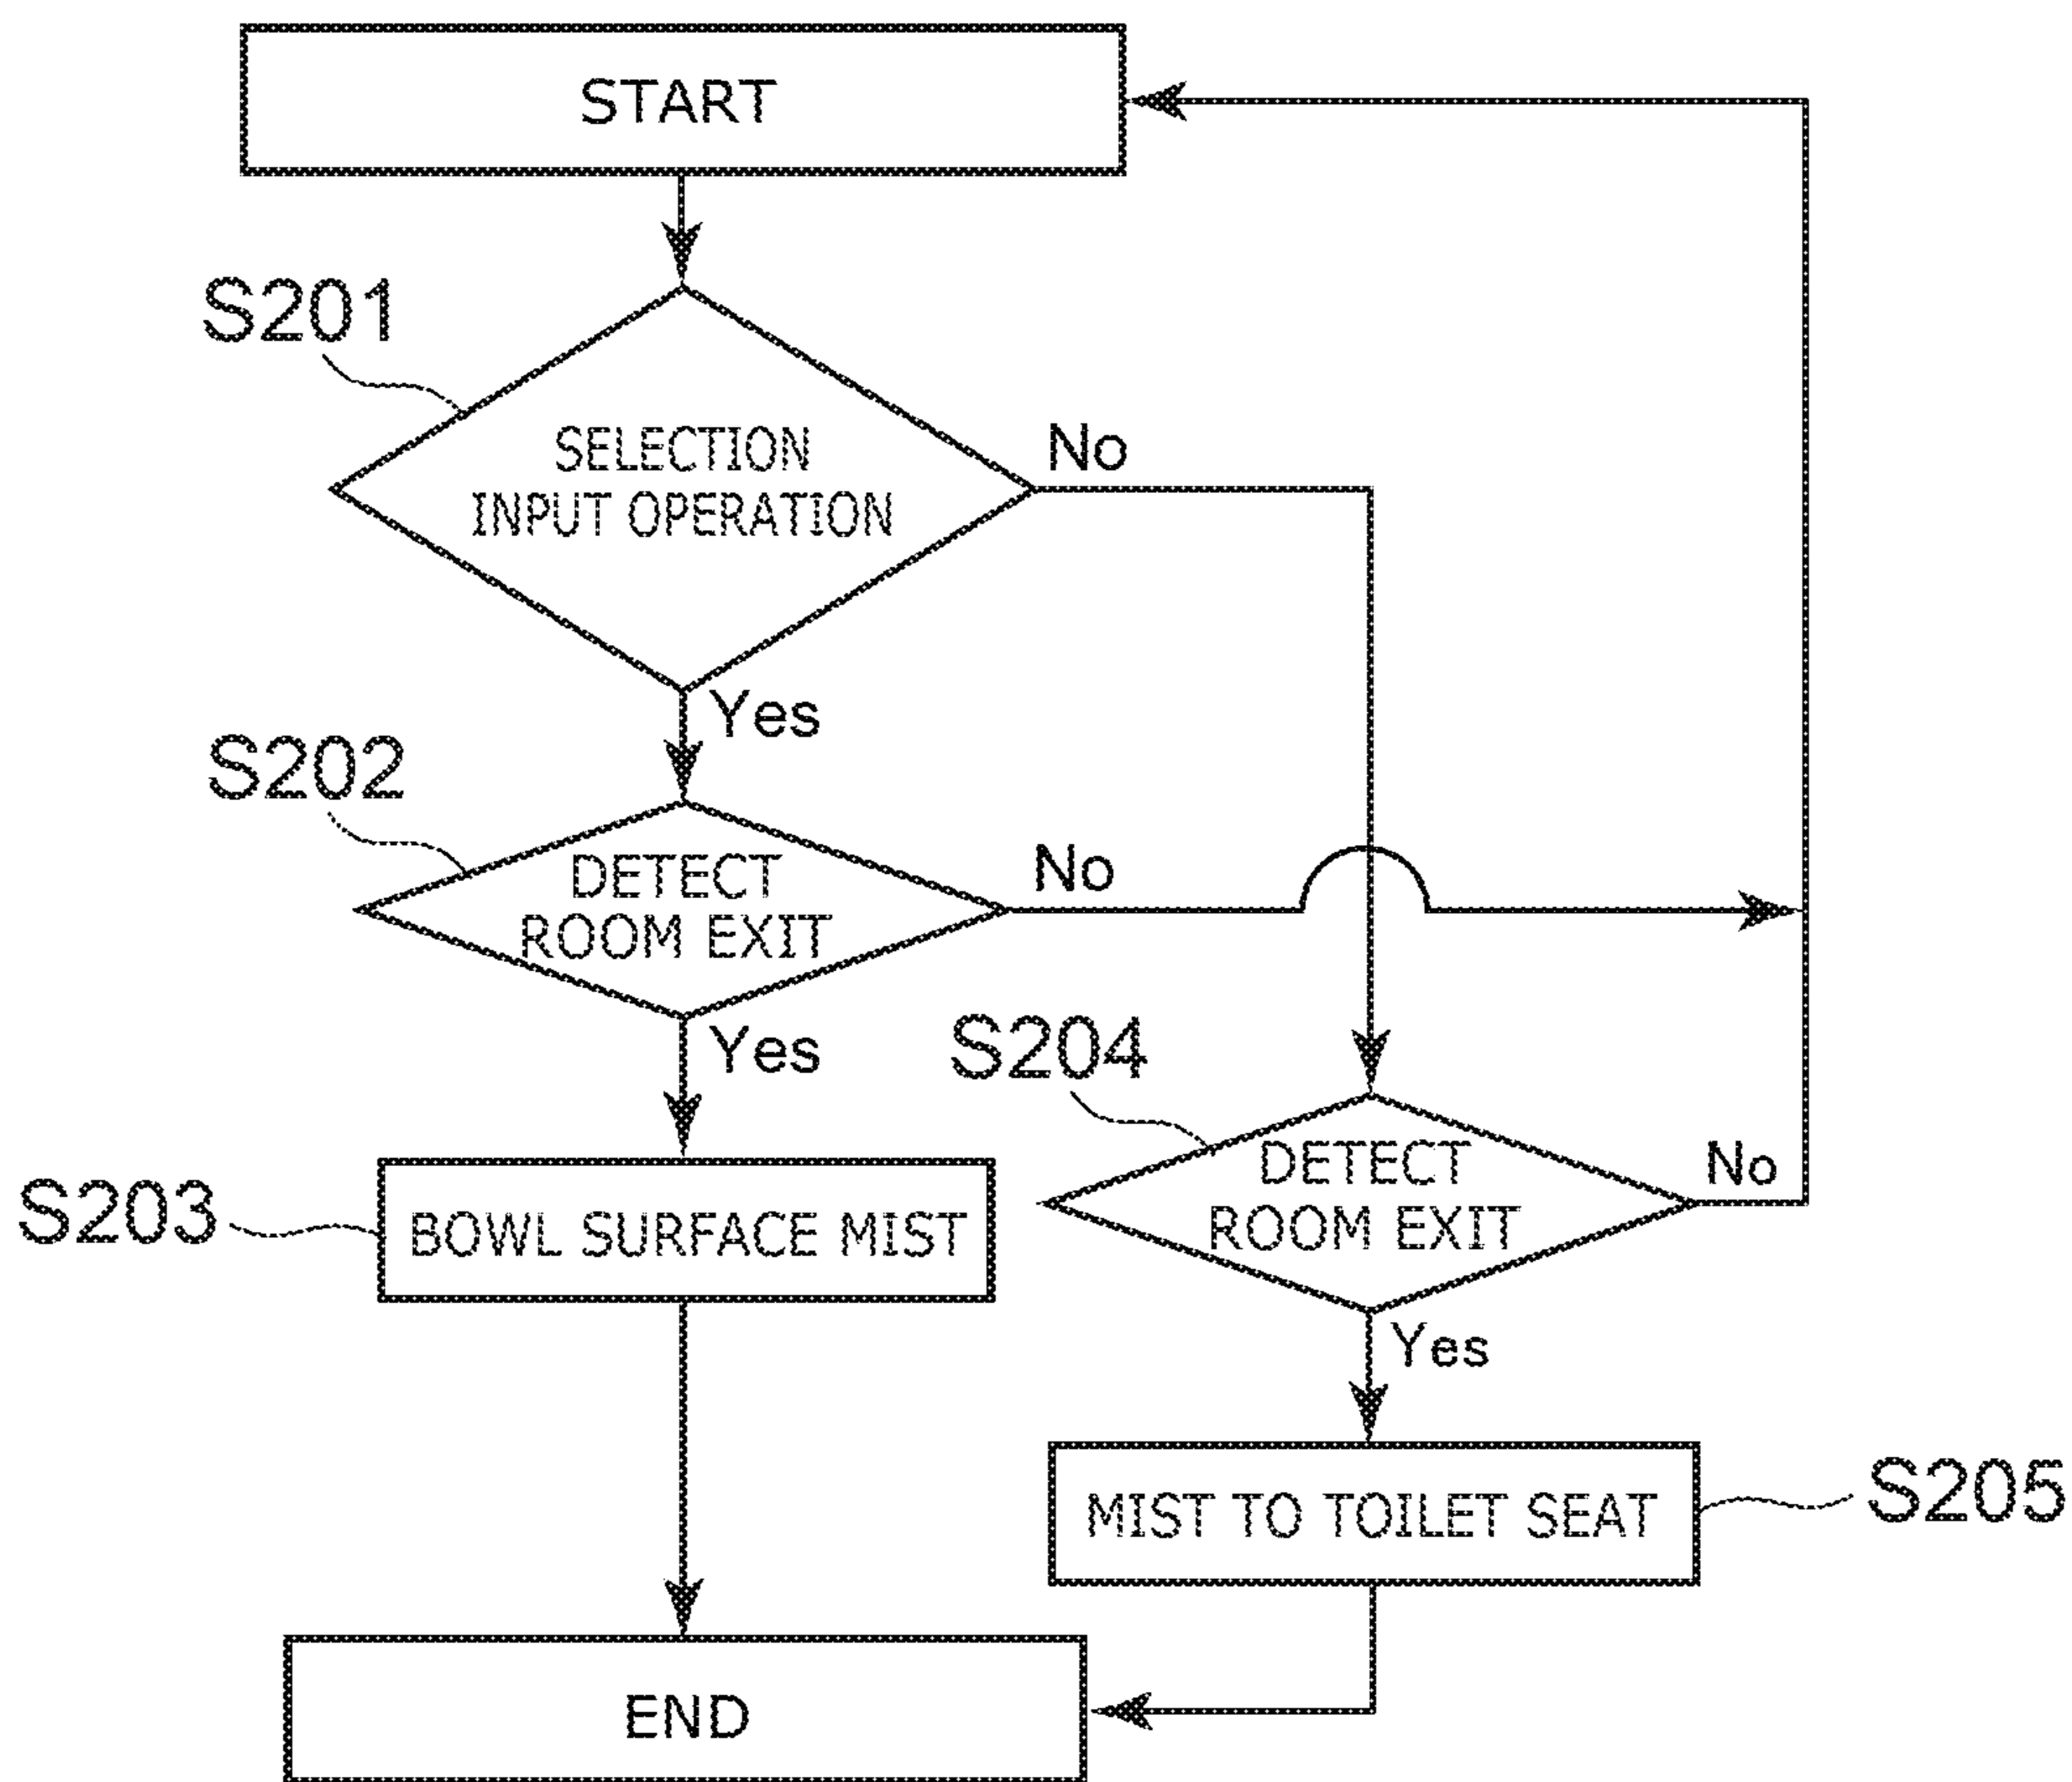 START
S201
SELECTION
INPUT OPERATION
No
Yes
S202
DETECT
ROOM EXIT
No
Yes
S203
BOWL SURFACE MIST
S204
DETECT
ROOM EXIT
No
Yes
MIST TO TOILET SEAT
S205
END